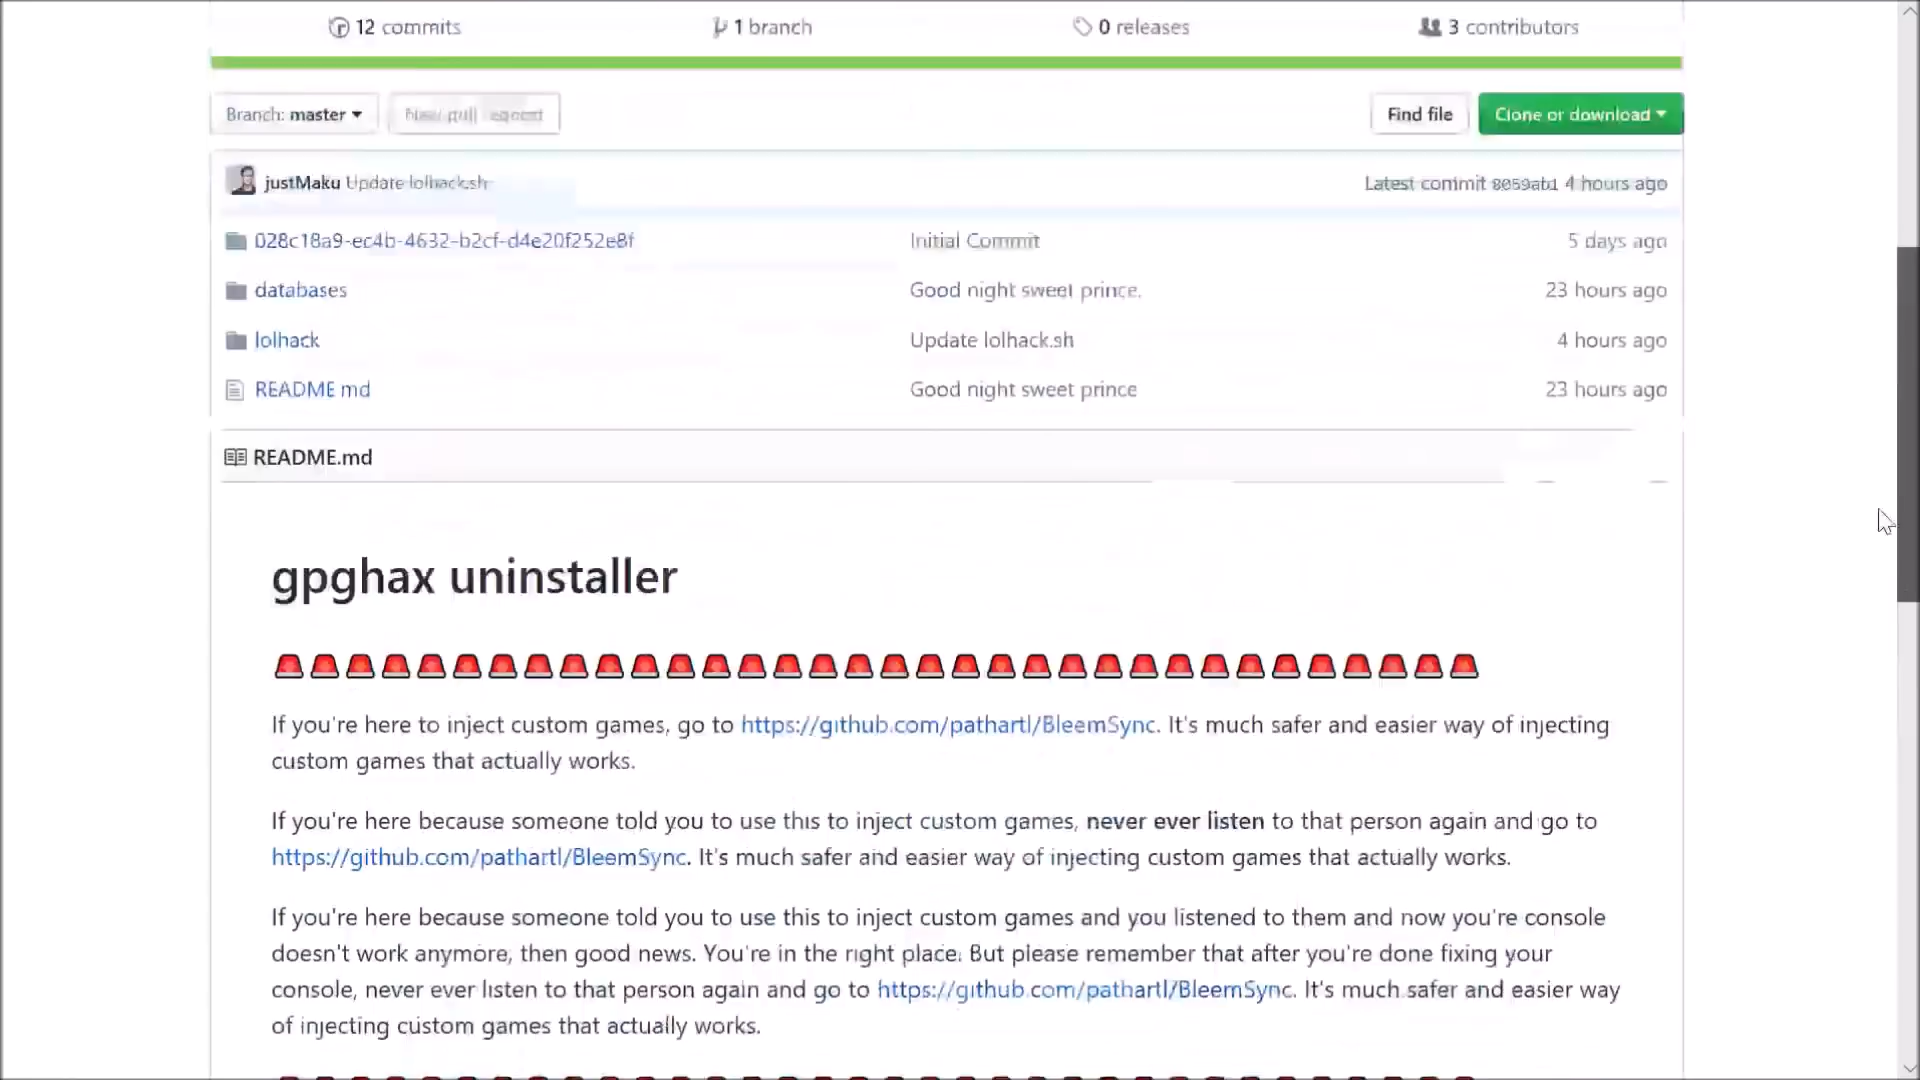 12 commits
1 branch
0 releases
3 contributors
Branch: master
New pull request
Find file
Clone or download
justMaku Update lolhack.sh
Latest commit 8059ab1 4 hours ago
028c18a9-ec4b-4632-b2cf-d4e20f252e8f
Initial Commit
5 days ago
databases
Good night sweet prince.
23 hours ago
lolhack
Update lolhack.sh
4 hours ago
README md
Good night sweet prince
23 hours ago
README.md
gpghax uninstaller
If you're here to inject custom games, go to https://github.com/pathartl/BleemSync. It's much safer and easier way of injecting
custom games that actually works.
If you're here because someone told you to use this to inject custom games, never ever listen to that person again and go to
https://github.com/pathartl/BleemSync. It's much safer and easier way of injecting custom games that actually works.
If you're here because someone told you to use this to inject custom games and you listened to them and now you're console
doesn't work anymore, then good news. You're in the right place. But please remember that after you're done fixing your
console, never ever listen to that person again and go to https://github.com/pathartl/BleemSync. It's much safer and easier way
of injecting custom games that actually works.